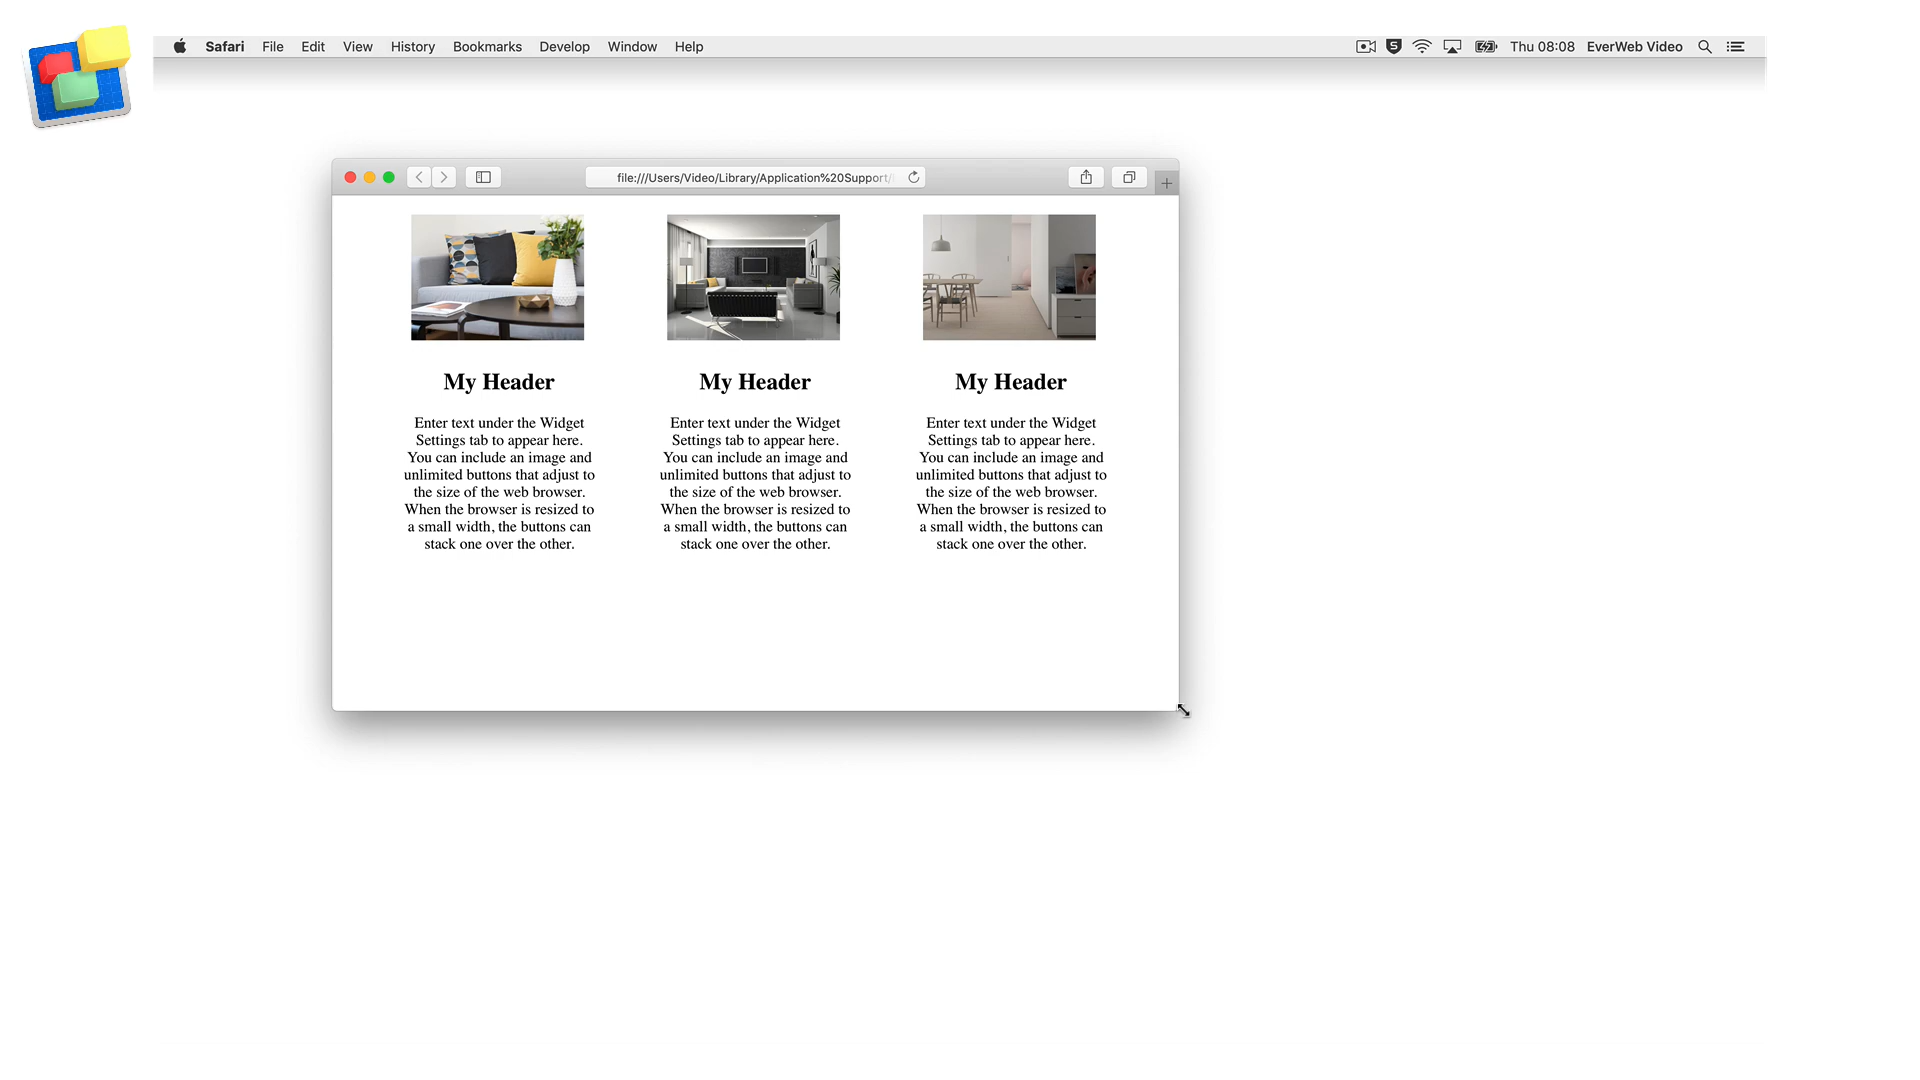 Safari File Edit View History Bookmarks Develop Window Help
Thu 08:08 EverWeb Video
file:///Users/Video/Library/Application%20Support/
My Header
Enter text under the Widget
Settings tab to appear here.
You can include an image and
unlimited buttons that adjust to
the size of the web browser.
When the browser is resized to
a small width, the buttons can
stack one over the other.
My Header
Enter text under the Widget
Settings tab to appear here.
You can include an image and
unlimited buttons that adjust to
the size of the web browser.
When the browser is resized to
a small width, the buttons can
stack one over the other.
My Header
Enter text under the Widget
Settings tab to appear here.
You can include an image and
unlimited buttons that adjust to
the size of the web browser.
When the browser is resized to
a small width, the buttons can
stack one over the other.